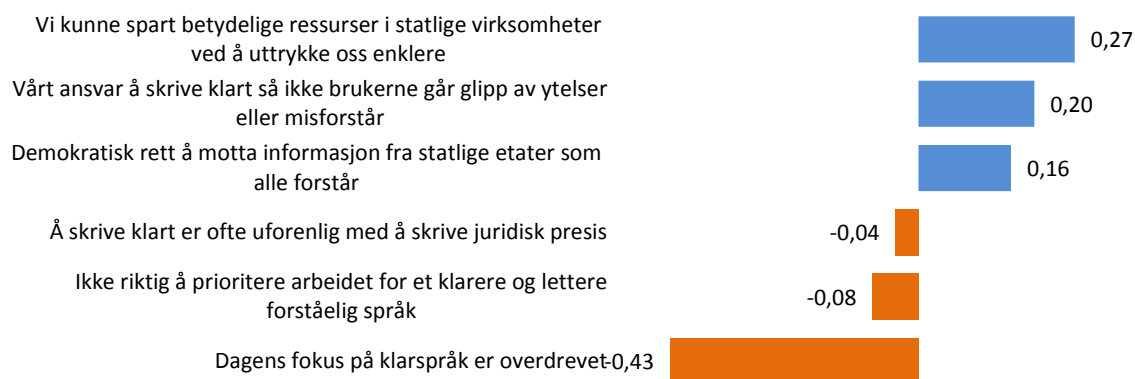 Vi kunne spart betydelige ressurser i statlige virksomheter
ved å uttrykke oss enklere
0,27
Vårt ansvar å skrive klart så ikke brukerne går glipp av ytelser
eller misforstår
0,20
Demokratisk rett å motta informasjon fra statlige etater som
alle forstår
0,16
Å skrive klart er ofte uforenlig med å skrive juridisk presis
-0,04
Ikke riktig å prioritere arbeidet for et klarere og lettere
forståelig språk
-0,08
Dagens fokus på klarspråk er overdrevet
-0,43